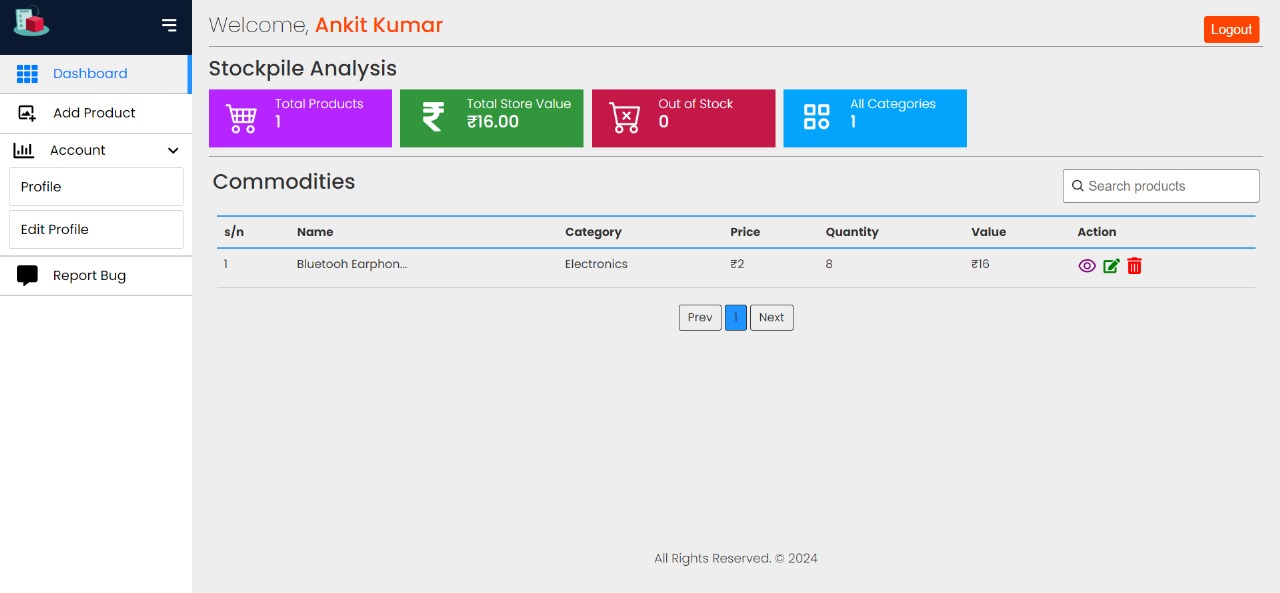 Welcome, Ankit Kumar
Logout
Dashboard
Add Product
Account
Profile
Edit Profile
Report Bug
Stockpile Analysis
Total Products
1
Total Store Value
₹16.00
Out of Stock
0
All Categories
1
Commodities
Search products
s/n Name Category Price Quantity Value Action
1 Bluetooh Earphon... Electronics ₹2 8 ₹16
Prev 1 Next
All Rights Reserved. © 2024